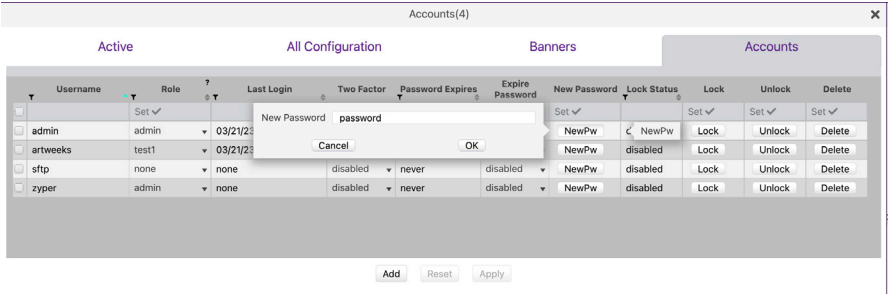 Accounts(4)
Active All Configuration Banners Accounts
Username Role ? Last Login Two Factor Password Expires Expire Password New Password Lock Status Lock Unlock Delete
Set Set Set Set Set
New Password password
Cancel OK
admin admin 03/21/23 NewPw NewPw Lock Unlock Delete
artweeks test1 03/21/23 NewPw disabled Lock Unlock Delete
sftp none none disabled never disabled NewPw disabled Lock Unlock Delete
zyper admin none disabled never disabled NewPw disabled Lock Unlock Delete
Add Reset Apply